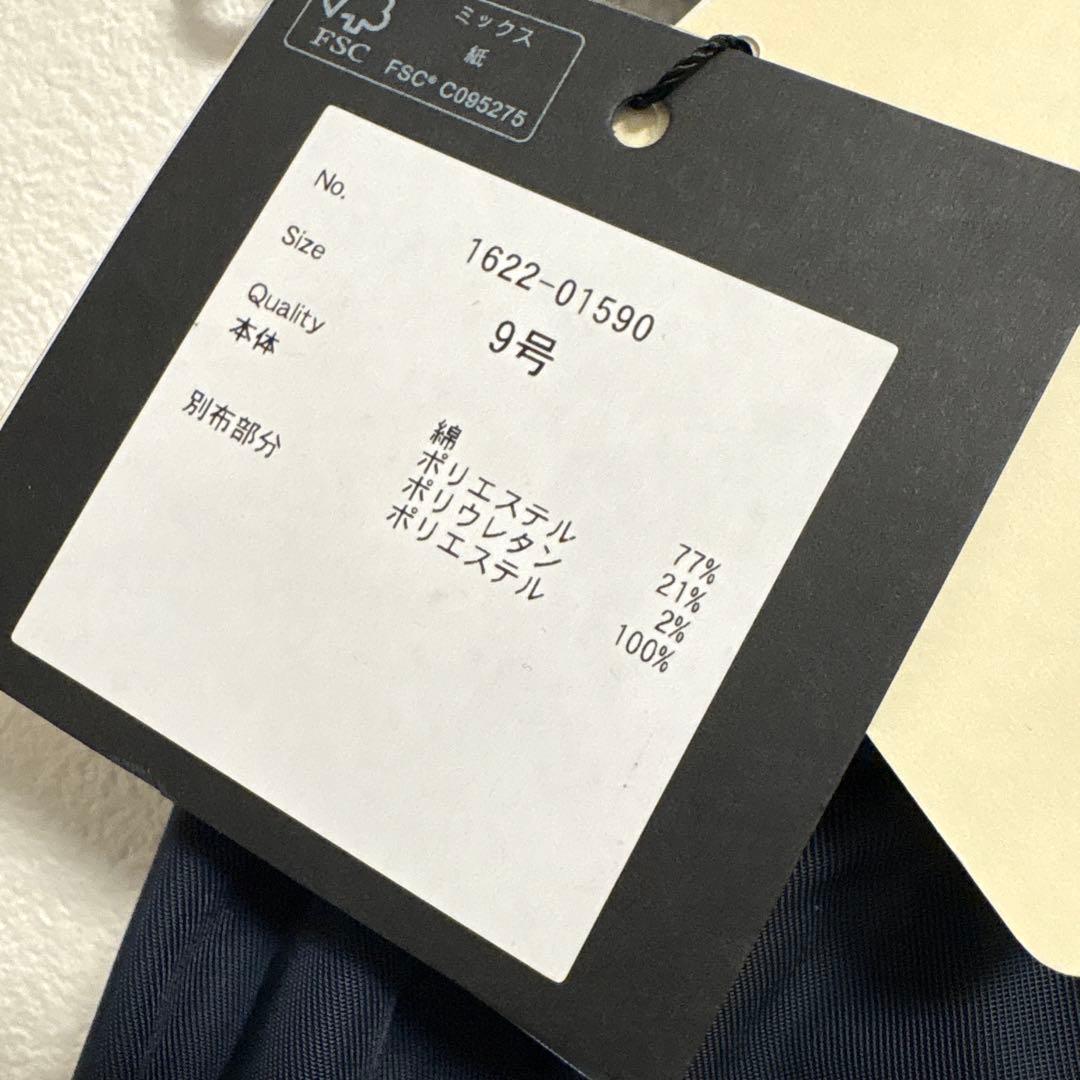 ミックス
紙
FSC
FSC® C095275
No.
1622-01590
Size
9号
Quality
本体
綿 77%
ポリエステル 21%
ポリウレタン 2%
別布部分
ポリエステル 100%